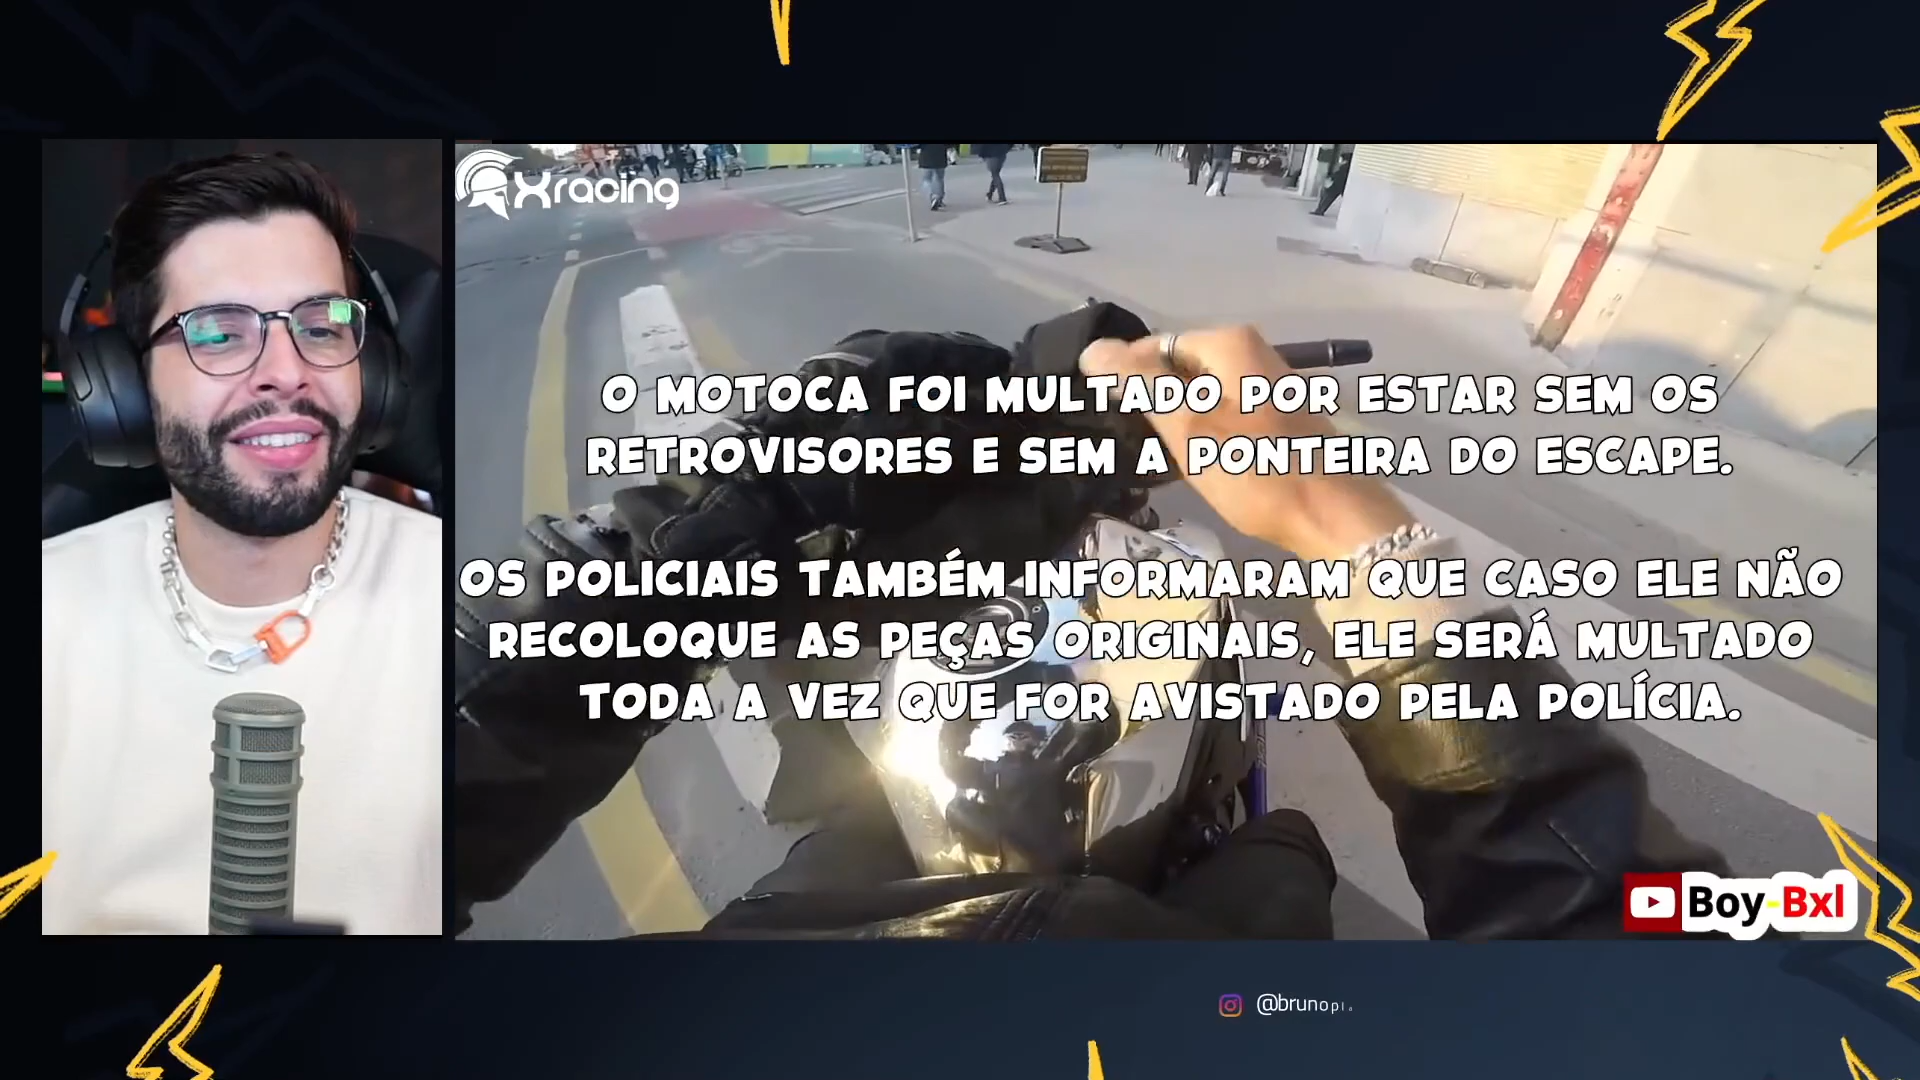 Xracing
O MOTOCA FOI MULTADO POR ESTAR SEM OS
RETROVISORES E SEM A PONTEIRA DO ESCAPE.
OS POLICIAIS TAMBÉM INFORMARAM QUE CASO ELE NÃO
RECOLOQUE AS PEÇAS ORIGINAIS, ELE SERÁ MULTADO
TODA A VEZ QUE FOR AVISTADO PELA POLÍCIA.
Boy-Bxl
@brunopi